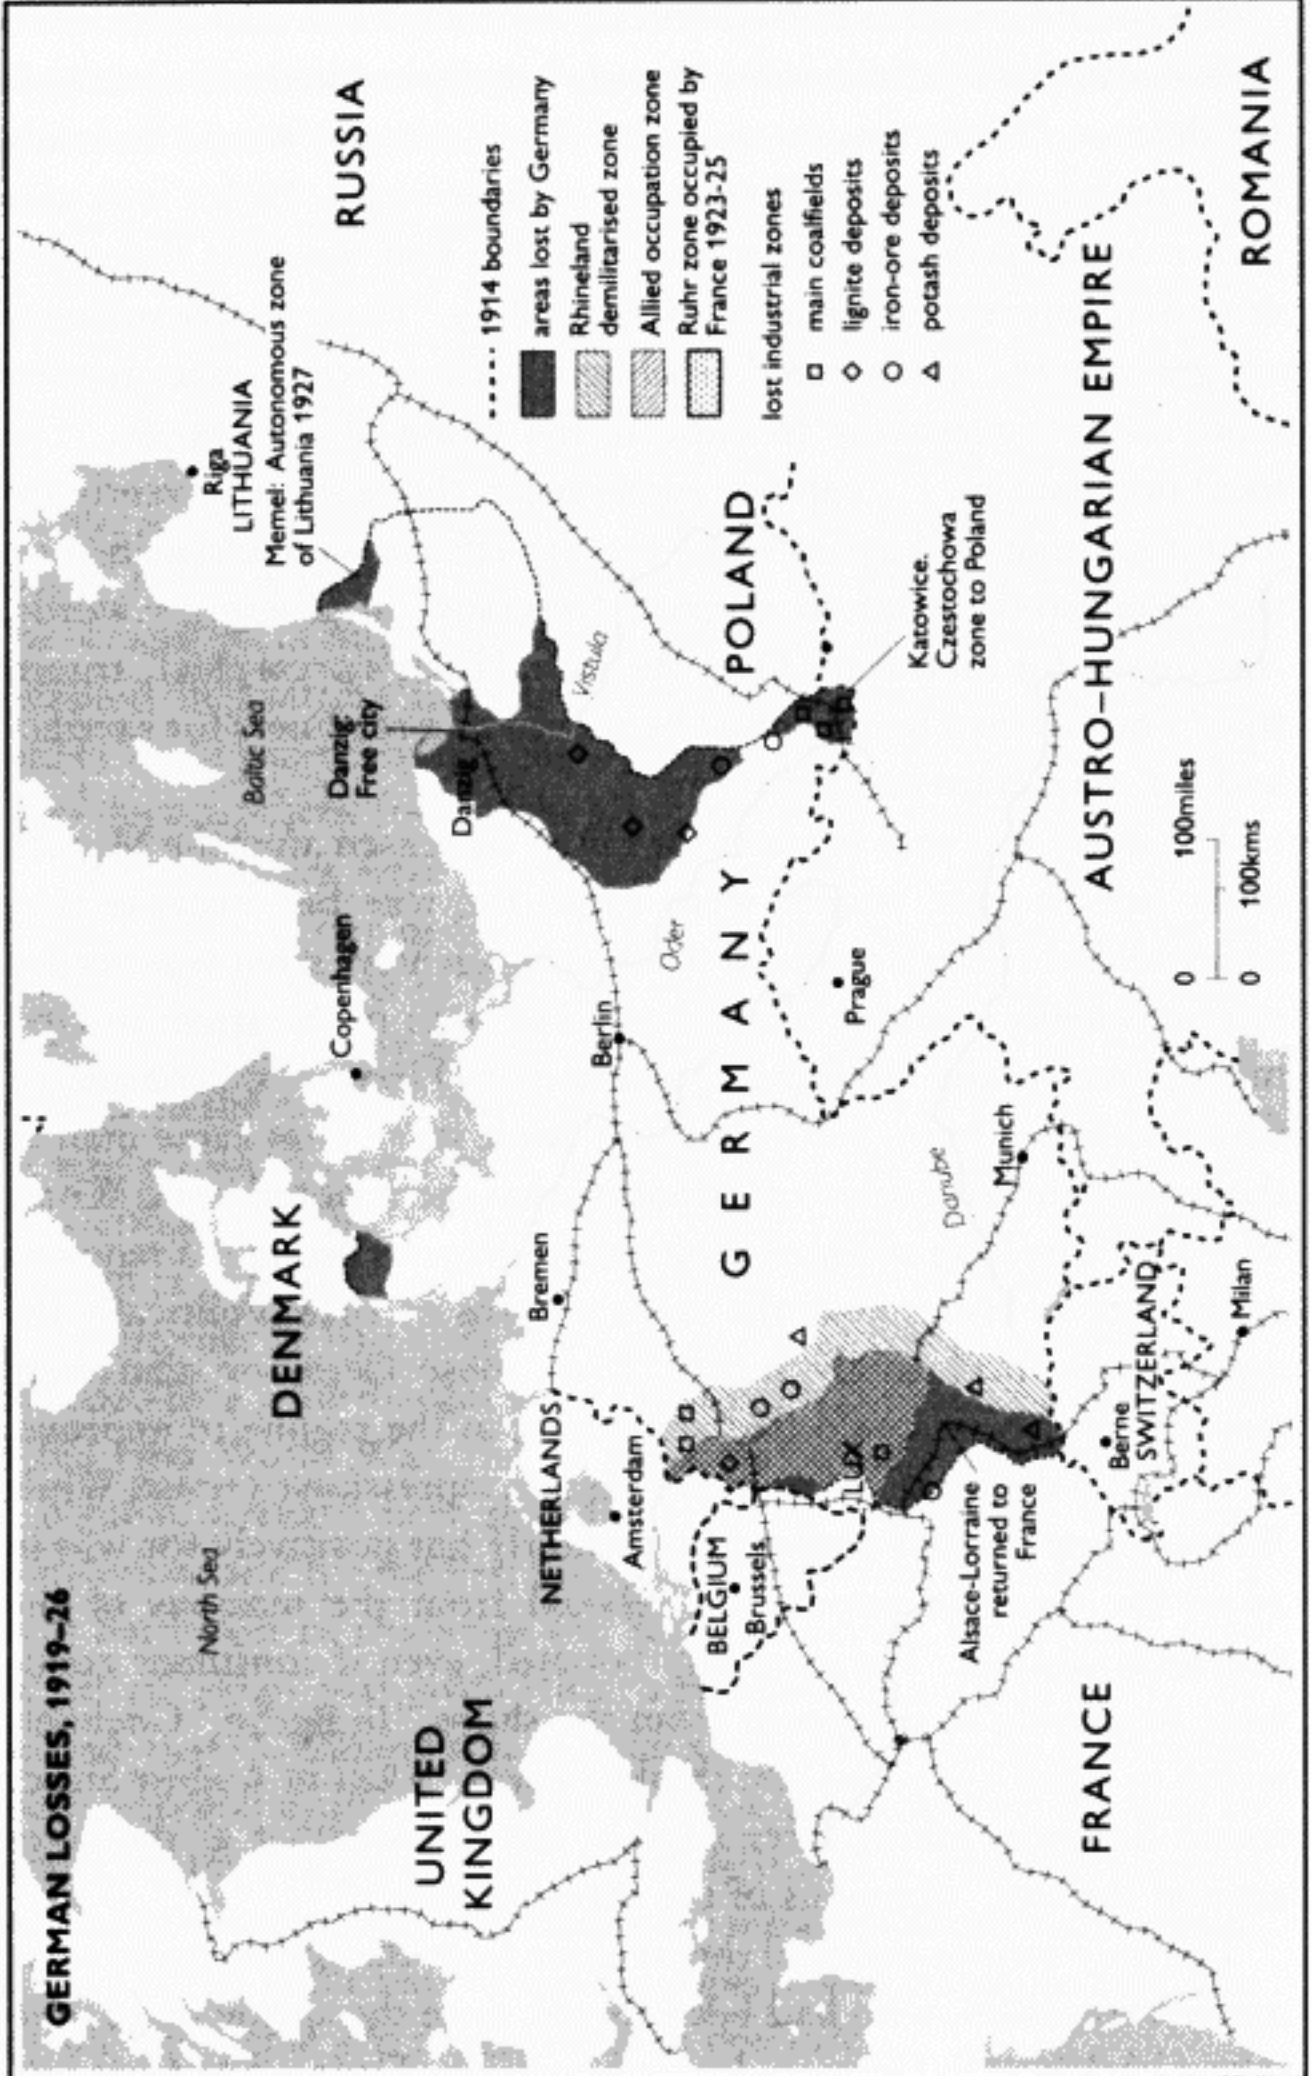 GERMAN LOSSES, 1919–26
North Sea
UNITED
KINGDOM
DENMARK
Copenhagen
Baltic Sea
Riga
LITHUANIA
Memel: Autonomous zone
of Lithuania 1927
RUSSIA
Danzig
Free city
Danzig
Vistula
NETHERLANDS
Amsterdam
BELGIUM
Brussels
LUX
Bremen
Berlin
Oder
GERMANY
POLAND
Katowice.
Czestochowa
zone to Poland
Prague
Danube
Munich
Alsace-Lorraine
returned to
France
FRANCE
Berne
SWITZERLAND
Milan
AUSTRO–HUNGARIAN EMPIRE
ROMANIA
1914 boundaries
areas lost by Germany
Rhineland
demilitarised zone
Allied occupation zone
Ruhr zone occupied by
France 1923-25
lost industrial zones
main coalfields
lignite deposits
iron-ore deposits
potash deposits
0 100miles
0 100kms